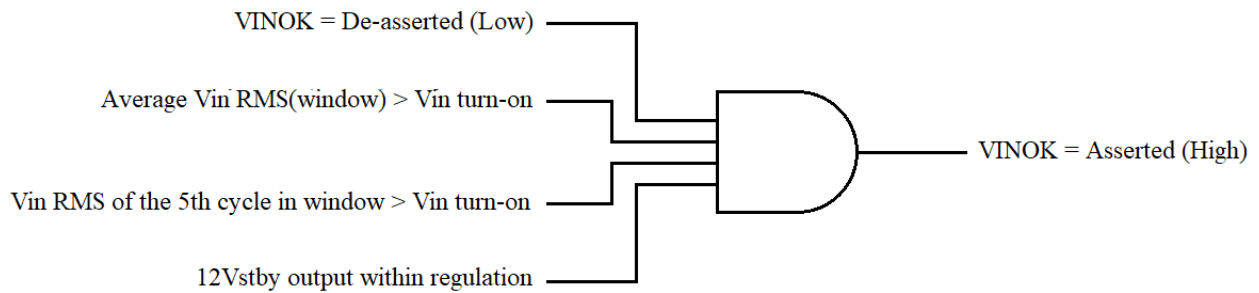 VINOK = De-asserted (Low)
Average Vin RMS(window) > Vin turn-on
VINOK = Asserted (High)
Vin RMS of the 5th cycle in window > Vin turn-on
12Vstby output within regulation